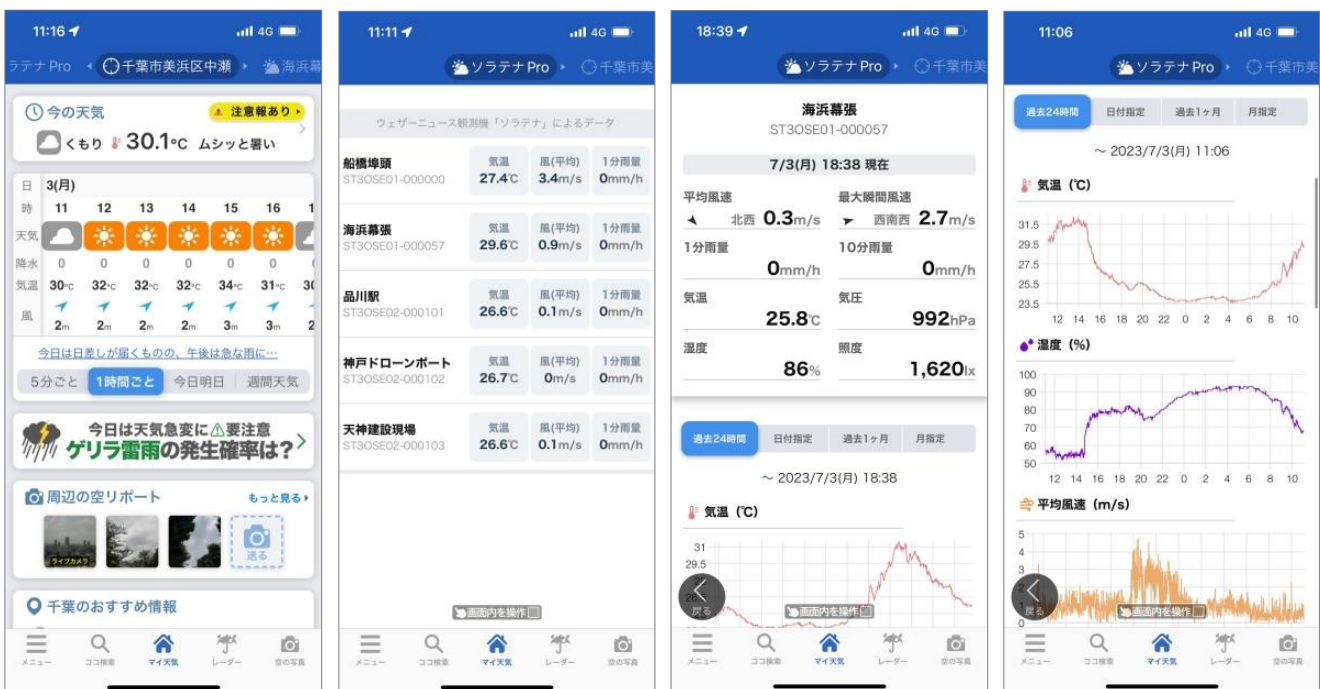 11:16
4G
ラテナ Pro
千葉市美浜区中瀬
海浜幕
今の天気
注意報あり
くもり 30.1℃ ムシッと暑い
日 3(月)
時 11 12 13 14 15 16 1
天気
降水 0 0 0 0 0 0
気温 30℃ 32℃ 32℃ 32℃ 34℃ 31℃ 30
風
2m 2m 2m 2m 3m 3m 2
今日は日差しが届くものの、午後は急な雨に…
5分ごと 1時間ごと 今日明日 週間天気
今日は天気急変に⚠要注意
ゲリラ雷雨の発生確率は?
周辺の空リポート
もっと見る
ライブカメラ
送る
千葉のおすすめ情報
メニュー ココ検索 マイ天気 レーダー 空の写真
11:11
4G
ソラテナ Pro
千葉市美
ウェザーニュース観測機「ソラテナ」によるデータ
船橋埠頭 気温 風(平均) 1分雨量
ST3OSE01-000000 27.4℃ 3.4m/s 0mm/h
海浜幕張 気温 風(平均) 1分雨量
ST3OSE01-000057 29.6℃ 0.9m/s 0mm/h
品川駅 気温 風(平均) 1分雨量
ST3OSE02-000101 26.6℃ 0.1m/s 0mm/h
神戸ドローンポート 気温 風(平均) 1分雨量
ST3OSE02-000102 26.7℃ 0m/s 0mm/h
天神建設現場 気温 風(平均) 1分雨量
ST3OSE02-000103 26.6℃ 0.1m/s 0mm/h
画面内を操作
メニュー ココ検索 マイ天気 レーダー 空の写真
18:39
4G
ソラテナ Pro
千葉市美
海浜幕張
ST3OSE01-000057
7/3(月) 18:38 現在
平均風速 最大瞬間風速
北西 0.3m/s 西南西 2.7m/s
1分雨量 10分雨量
0mm/h 0mm/h
気温 気圧
25.8℃ 992hPa
湿度 照度
86% 1,620lx
過去24時間 日付指定 過去1ヶ月 月指定
～ 2023/7/3(月) 18:38
気温 (℃)
31
29.5
戻る
画面内を操作
メニュー ココ検索 マイ天気 レーダー 空の写真
11:06
4G
ソラテナ Pro
千葉市美
過去24時間 日付指定 過去1ヶ月 月指定
～ 2023/7/3(月) 11:06
気温 (℃)
31.5
29.5
27.5
25.5
23.5
12 14 16 18 20 22 0 2 4 6 8 10
湿度 (%)
100
90
80
70
60
50
12 14 16 18 20 22 0 2 4 6 8 10
平均風速 (m/s)
5
4
3
0
戻る
画面内を操作
メニュー ココ検索 マイ天気 レーダー 空の写真